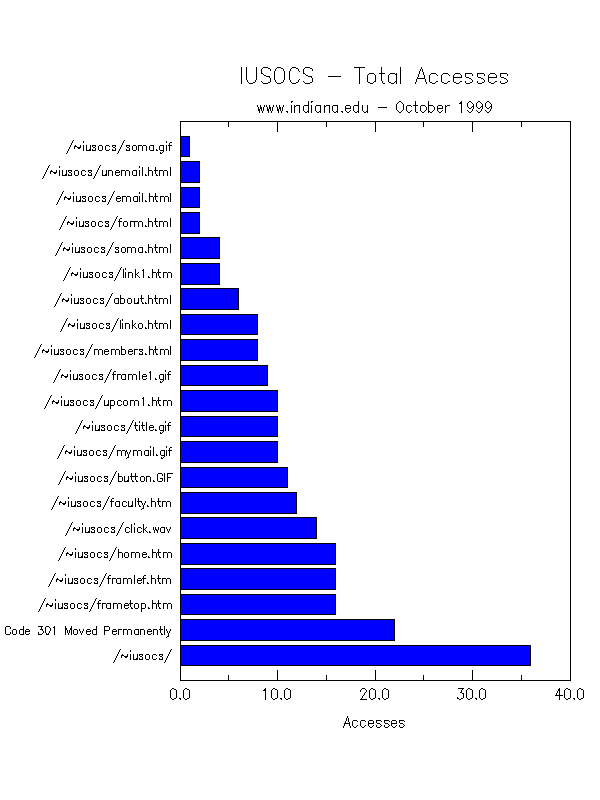 IUSOCS – Total Accesses
www.indiana.edu – October 1999
/~iusocs/soma.gif
/~iusocs/unemail.html
/~iusocs/email.html
/~iusocs/form.html
/~iusocs/soma.html
/~iusocs/link1.htm
/~iusocs/about.html
/~iusocs/linko.html
/~iusocs/members.html
/~iusocs/framle1.gif
/~iusocs/upcom1.htm
/~iusocs/title.gif
/~iusocs/mymail.gif
/~iusocs/button.GIF
/~iusocs/faculty.htm
/~iusocs/click.wav
/~iusocs/home.htm
/~iusocs/framlef.htm
/~iusocs/frametop.htm
Code 301 Moved Permanently
/~iusocs/
0.0 10.0 20.0 30.0 40.0
Accesses